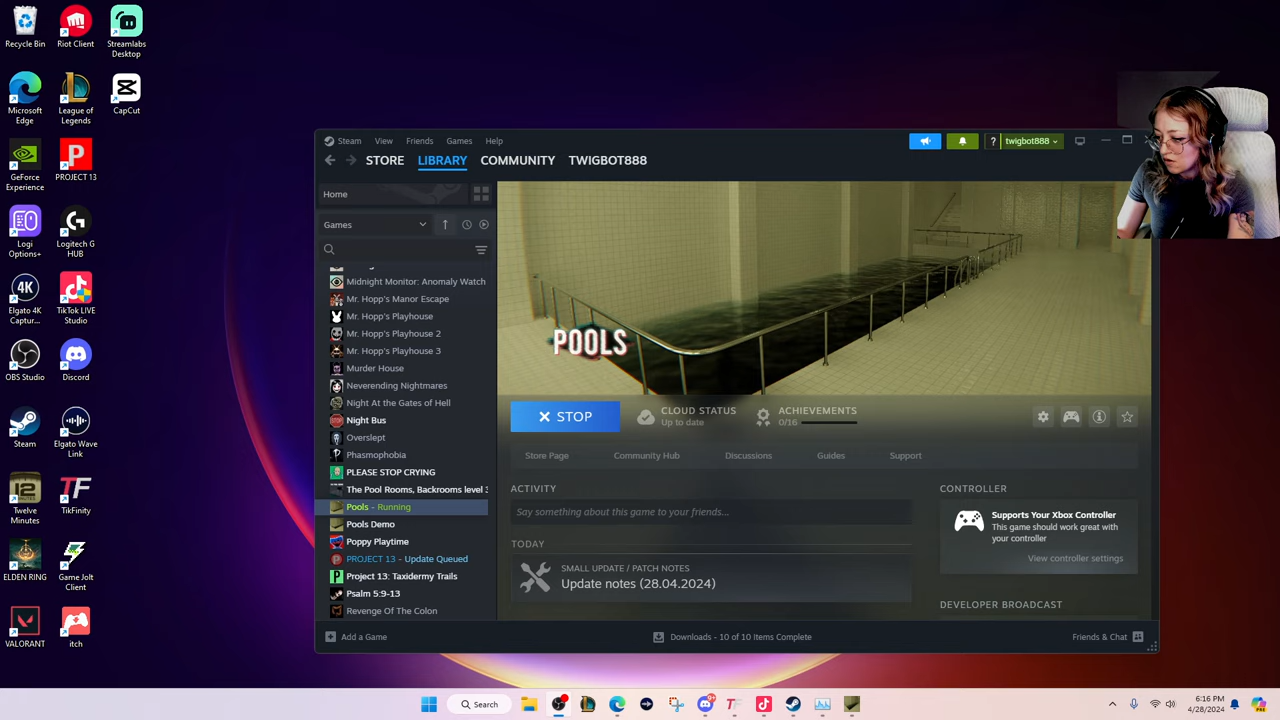 Recycle Bin
Riot Client
Streamlabs Desktop
Microsoft Edge
League of Legends
CapCut
GeForce Experience
PROJECT 13
Logi Options+
Logitech G HUB
4K
Elgato 4K Captur...
TikTok LIVE Studio
OBS Studio
Discord
Steam
Elgato Wave Link
12
MINUTES
Twelve Minutes
TF
TikFinity
ELDEN RING
Game Jolt Client
VALORANT
itch
Steam View Friends Games Help
? twigbot888
STORE LIBRARY COMMUNITY TWIGBOT888
Home
Games
Midnight Monitor: Anomaly Watch
Mr. Hopp's Manor Escape
Mr. Hopp's Playhouse
Mr. Hopp's Playhouse 2
Mr. Hopp's Playhouse 3
Murder House
Neverending Nightmares
Night At the Gates of Hell
Night Bus
Overslept
Phasmophobia
PLEASE STOP CRYING
The Pool Rooms, Backrooms level 3
Pools - Running
Pools Demo
Poppy Playtime
PROJECT 13 - Update Queued
Project 13: Taxidermy Trails
Psalm 5:9-13
Revenge Of The Colon
POOLS
STOP
CLOUD STATUS
Up to date
ACHIEVEMENTS
0/16
Store Page Community Hub Discussions Guides Support
ACTIVITY
Say something about this game to your friends...
TODAY
SMALL UPDATE / PATCH NOTES
Update notes (28.04.2024)
CONTROLLER
Supports Your Xbox Controller
This game should work great with
your controller
View controller settings
DEVELOPER BROADCAST
Add a Game
Downloads - 10 of 10 Items Complete
Friends & Chat
Search
6:16 PM
4/28/2024